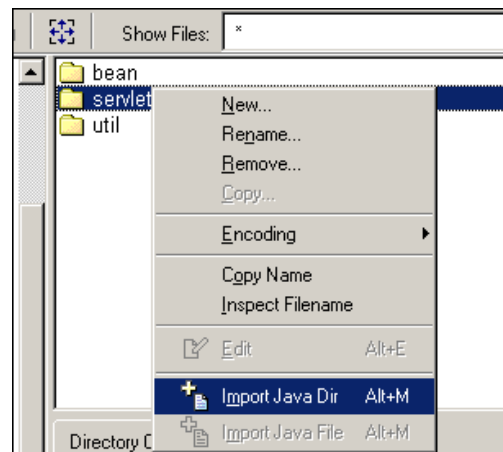 Show Files: *
bean
servlet
util
New...
Rename...
Remove...
Copy...
Encoding
Copy Name
Inspect Filename
Edit Alt+E
Import Java Dir Alt+M
Import Java File Alt+M
Directory